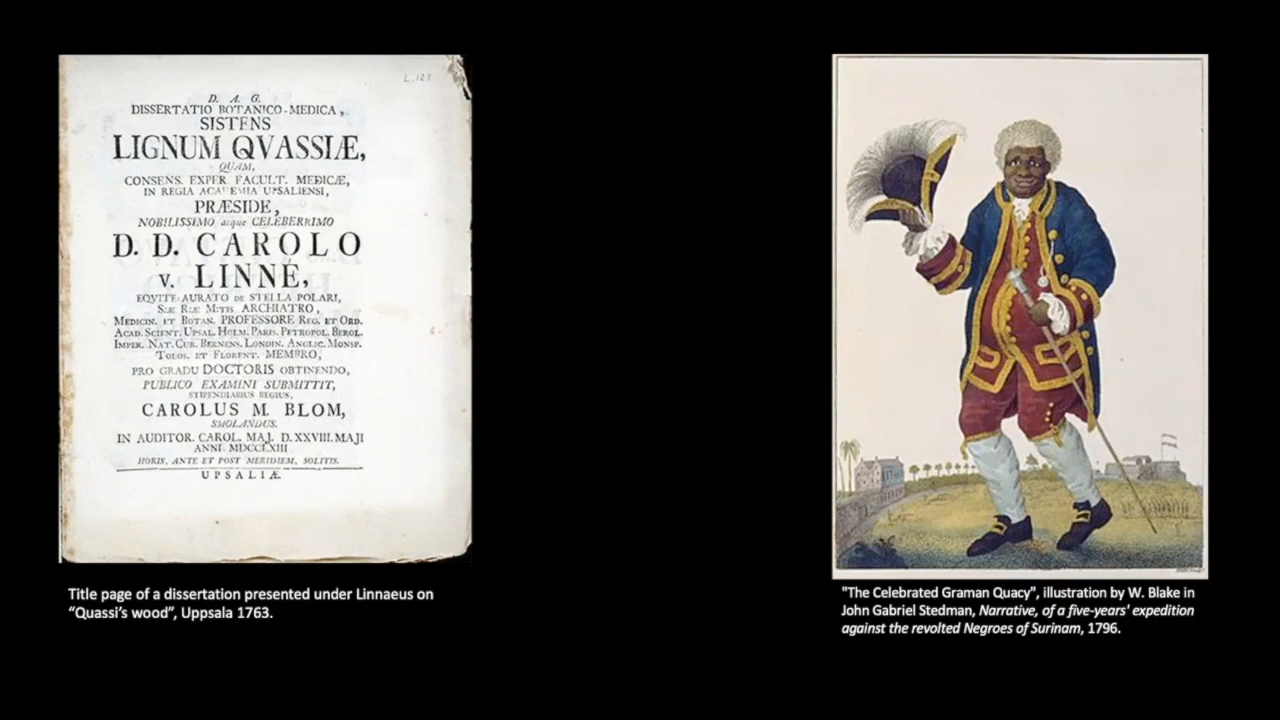 L.123
D. A. G.
DISSERTATIO BOTANICO-MEDICA,
SISTENS
LIGNUM QVASSIÆ,
QUAM,
CONSENS. EXPER. FACULT. MEDICÆ,
IN REGIA ACADEMIA UPSALIENSI,
PRÆSIDE,
NOBILISSIMO atque CELEBERRIMO
D. D. CAROLO
v. LINNÉ,
EQVITE AURATO DE STELLA POLARI,
SÆ RÆ MTIS ARCHIATRO,
MEDICIN. ET BOTAN. PROFESSORE REG. ET ORD.
ACAD. SCIENT. UPSAL. HOLM. PARIS. PETROPOL. BEROL.
IMPER. NAT. CUR. BERNENS. LONDIN. ANGLIC. MONSP.
TOLOS. ET FLORENT. MEMBRO,
PRO GRADU DOCTORIS OBTINENDO,
PUBLICO EXAMINI SUBMITTIT,
STIPENDIARIUS REGIUS,
CAROLUS M. BLOM,
SMOLANDUS.
IN AUDITOR. CAROL. MAJ. D. XXVIII. MAJI
ANNI MDCCLXIII
HORIS, ANTE ET POST MERIDIEM, SOLITIS.
UPSALIÆ.
Title page of a dissertation presented under Linnaeus on
“Quassi’s wood”, Uppsala 1763.
"The Celebrated Graman Quacy", illustration by W. Blake in
John Gabriel Stedman, Narrative, of a five-years' expedition
against the revolted Negroes of Surinam, 1796.